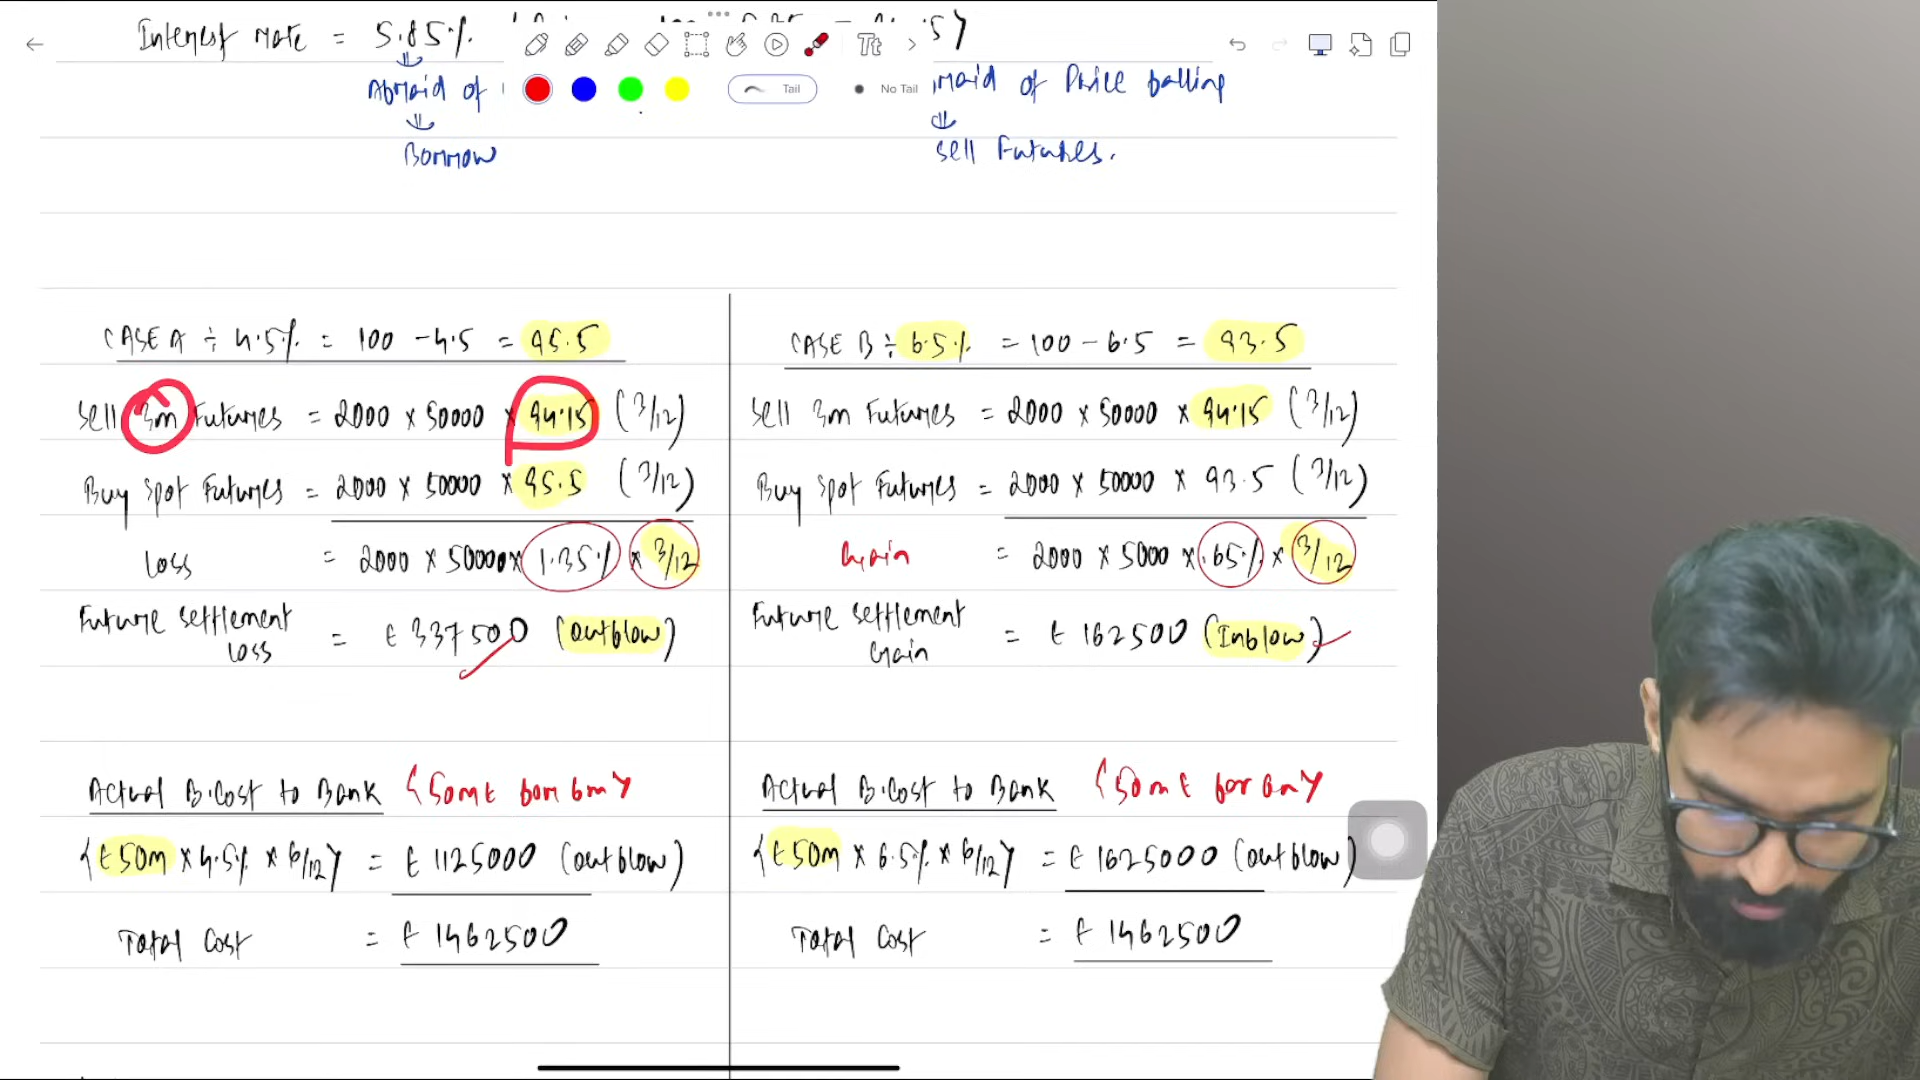 Interest rate = 5.85%
Tt
Tail
No Tail
Afraid of
of Price falling
Borrow
Sell Futures.
CASE A ÷ 4.5% = 100 - 4.5 = 95.5
Sell 3m Futures = 2000 × 50000 × 94.15 (3/12)
Buy Spot Futures = 2000 × 50000 × 95.5 (3/12)
Loss = 2000 × 50000 × 1.35% × 3/12
Future Settlement Loss = € 337500 (Outflow)
Actual B.Cost to Bank {50m € for 6m}
{€50m × 4.5% × 6/12} = € 1125000 (Outflow)
Total Cost = € 1462500
CASE B ÷ 6.5% = 100 - 6.5 = 93.5
Sell 3m Futures = 2000 × 50000 × 94.15 (3/12)
Buy Spot Futures = 2000 × 50000 × 93.5 (3/12)
Gain = 2000 × 5000 × .65% × 3/12
Future Settlement Gain = € 162500 (Inflow)
Actual B.Cost to Bank {50m € for 6m}
{€50m × 6.5% × 6/12} = € 1625000 (Outflow)
Total Cost = € 1462500